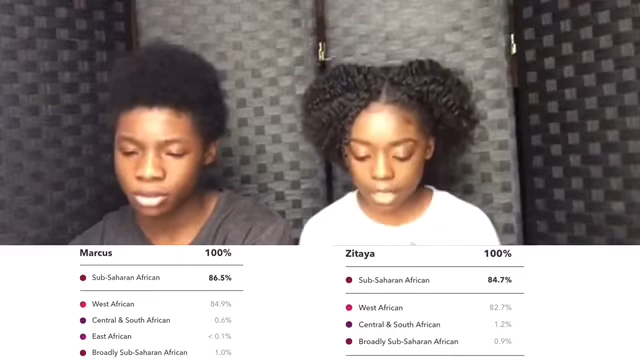 Marcus 100%
Sub-Saharan African 86.5%
West African 84.9%
Central & South African 0.6%
East African < 0.1%
Broadly Sub-Saharan African 1.0%
Zitaya 100%
Sub-Saharan African 84.7%
West African 82.7%
Central & South African 1.2%
Broadly Sub-Saharan African 0.9%